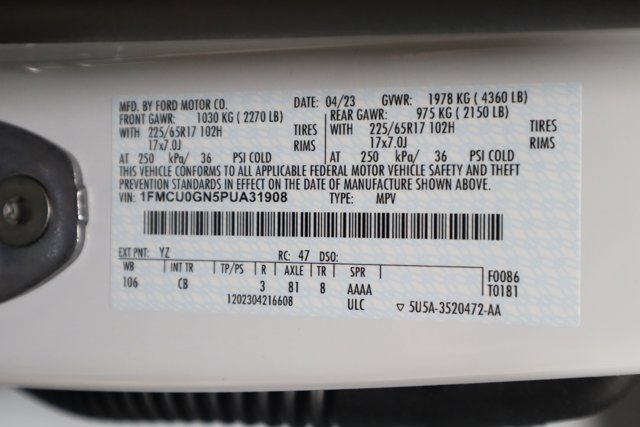 MFD. BY FORD MOTOR CO. DATE: 04/23 GVWR: 1978 KG ( 4360 LB)
FRONT GAWR: 1030 KG ( 2270 LB) REAR GAWR: 975 KG ( 2150 LB)
WITH 225/65R17 102H TIRES WITH 225/65R17 102H TIRES
17x7.0J RIMS 17x7.0J RIMS
AT 250 kPa/ 36 PSI COLD AT 250 kPa/ 36 PSI COLD
THIS VEHICLE CONFORMS TO ALL APPLICABLE FEDERAL MOTOR VEHICLE SAFETY AND THEFT
PREVENTION STANDARDS IN EFFECT ON THE DATE OF MANUFACTURE SHOWN ABOVE.
VIN: 1FMCU0GN5PUA31908 TYPE: MPV
EXT PNT: YZ RC: 47 DSO:
WB INT TR TP/PS R AXLE TR SPR F0086
106 CB 3 81 8 AAAA T0181
1202304216608 ULC ▽ 5U5A-3520472-AA